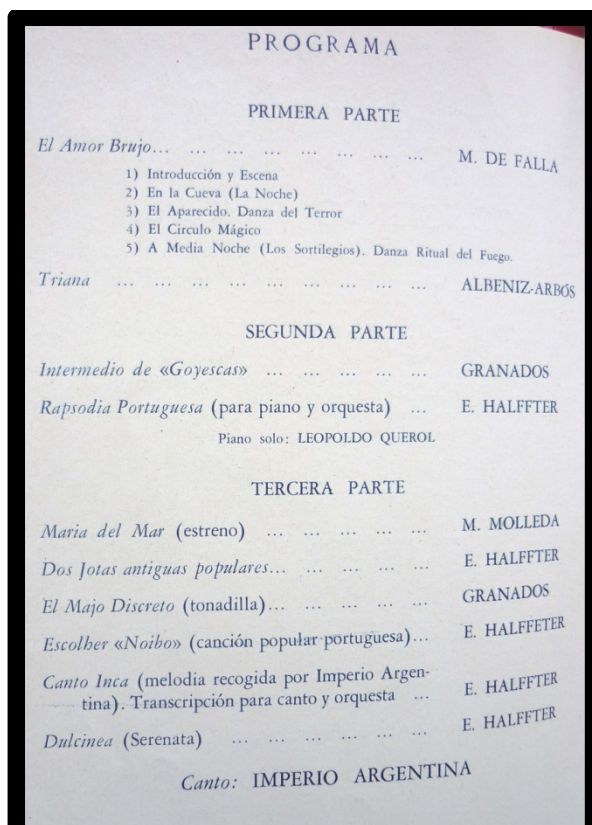 PROGRAMA
PRIMERA PARTE
El Amor Brujo... ... ... ... ... ... ... ... M. DE FALLA
1) Introducción y Escena
2) En la Cueva (La Noche)
3) El Aparecido. Danza del Terror
4) El Circulo Mágico
5) A Media Noche (Los Sortilegios). Danza Ritual del Fuego.
Triana ... ... ... ... ... ... ... ... ... ALBENIZ-ARBÓS
SEGUNDA PARTE
Intermedio de «Goyescas» ... ... ... ... ... GRANADOS
Rapsodia Portuguesa (para piano y orquesta) ... E. HALFFTER
Piano solo: LEOPOLDO QUEROL
TERCERA PARTE
Maria del Mar (estreno) ... ... ... ... ... M. MOLLEDA
Dos Jotas antiguas populares... ... ... ... ... E. HALFFTER
El Majo Discreto (tonadilla)... ... ... ... ... GRANADOS
Escolher «Noibo» (canción popular portuguesa)... E. HALFFETER
Canto Inca (melodia recogida por Imperio Argen-
tina). Transcripción para canto y orquesta ... E. HALFFTER
Dulcinea (Serenata) ... ... ... ... ... ... E. HALFFTER
Canto: IMPERIO ARGENTINA